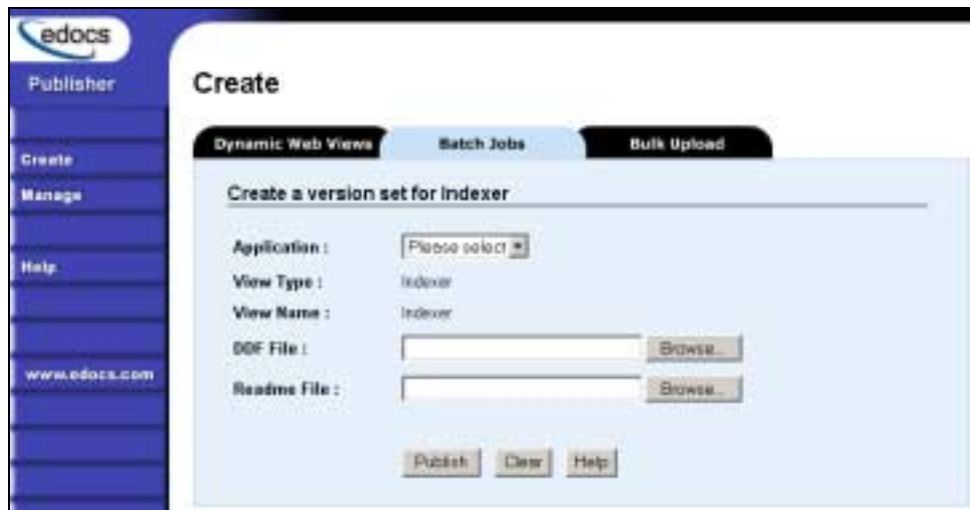 edocs
Publisher
Create
Manage
Help
www.edocs.com
Create
Dynamic Web Views Batch Jobs Bulk Upload
Create a version set for Indexer
Application : Please select
View Type : Indexer
View Name : Indexer
DDF File : Browse...
Readme File : Browse...
Publish Clear Help